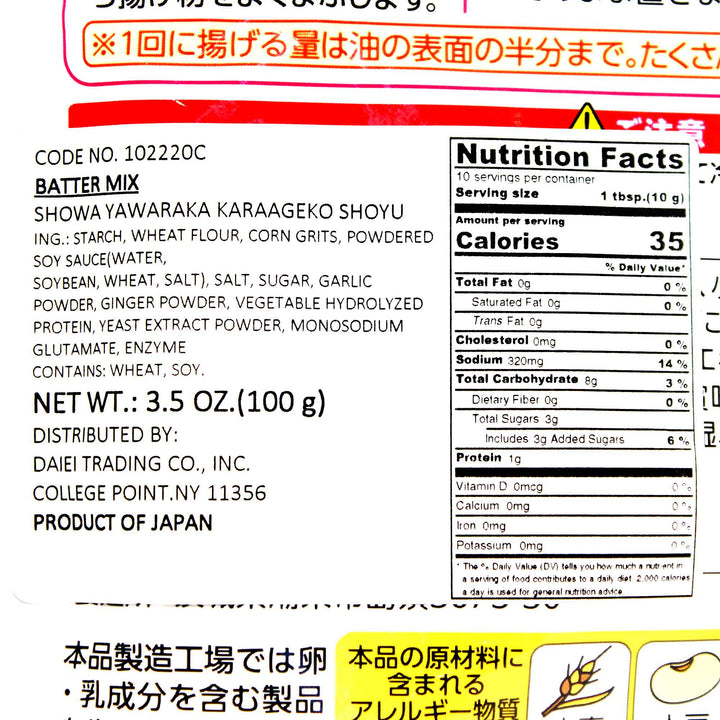 ※1回に揚げる量は油の表面の半分まで。たくさん
ご注意
CODE NO. 102220C
BATTER MIX
SHOWA YAWARAKA KARAAGEKO SHOYU
ING.: STARCH, WHEAT FLOUR, CORN GRITS, POWDERED
SOY SAUCE(WATER,
SOYBEAN, WHEAT, SALT), SALT, SUGAR, GARLIC
POWDER, GINGER POWDER, VEGETABLE HYDROLYZED
PROTEIN, YEAST EXTRACT POWDER, MONOSODIUM
GLUTAMATE, ENZYME
CONTAINS: WHEAT, SOY.
NET WT.: 3.5 OZ.(100 g)
DISTRIBUTED BY:
DAIEI TRADING CO., INC.
COLLEGE POINT.NY 11356
PRODUCT OF JAPAN
Nutrition Facts
10 servings per container
Serving size 1 tbsp.(10 g)
Amount per serving
Calories 35
% Daily Value*
Total Fat 0g 0 %
Saturated Fat 0g 0 %
Trans Fat 0g
Cholesterol 0mg 0 %
Sodium 320mg 14 %
Total Carbohydrate 8g 3 %
Dietary Fiber 0g 0 %
Total Sugars 3g
Includes 3g Added Sugars 6 %
Protein 1g
Vitamin D 0mcg 0 %
Calcium 0mg 0 %
Iron 0mg 0 %
Potassium 0mg 0 %
* The % Daily Value (DV) tells you how much a nutrient in
a serving of food contributes to a daily diet. 2,000 calories
a day is used for general nutrition advice.
本品製造工場では卵
・乳成分を含む製品
本品の原材料に
含まれる
アレルギー物質